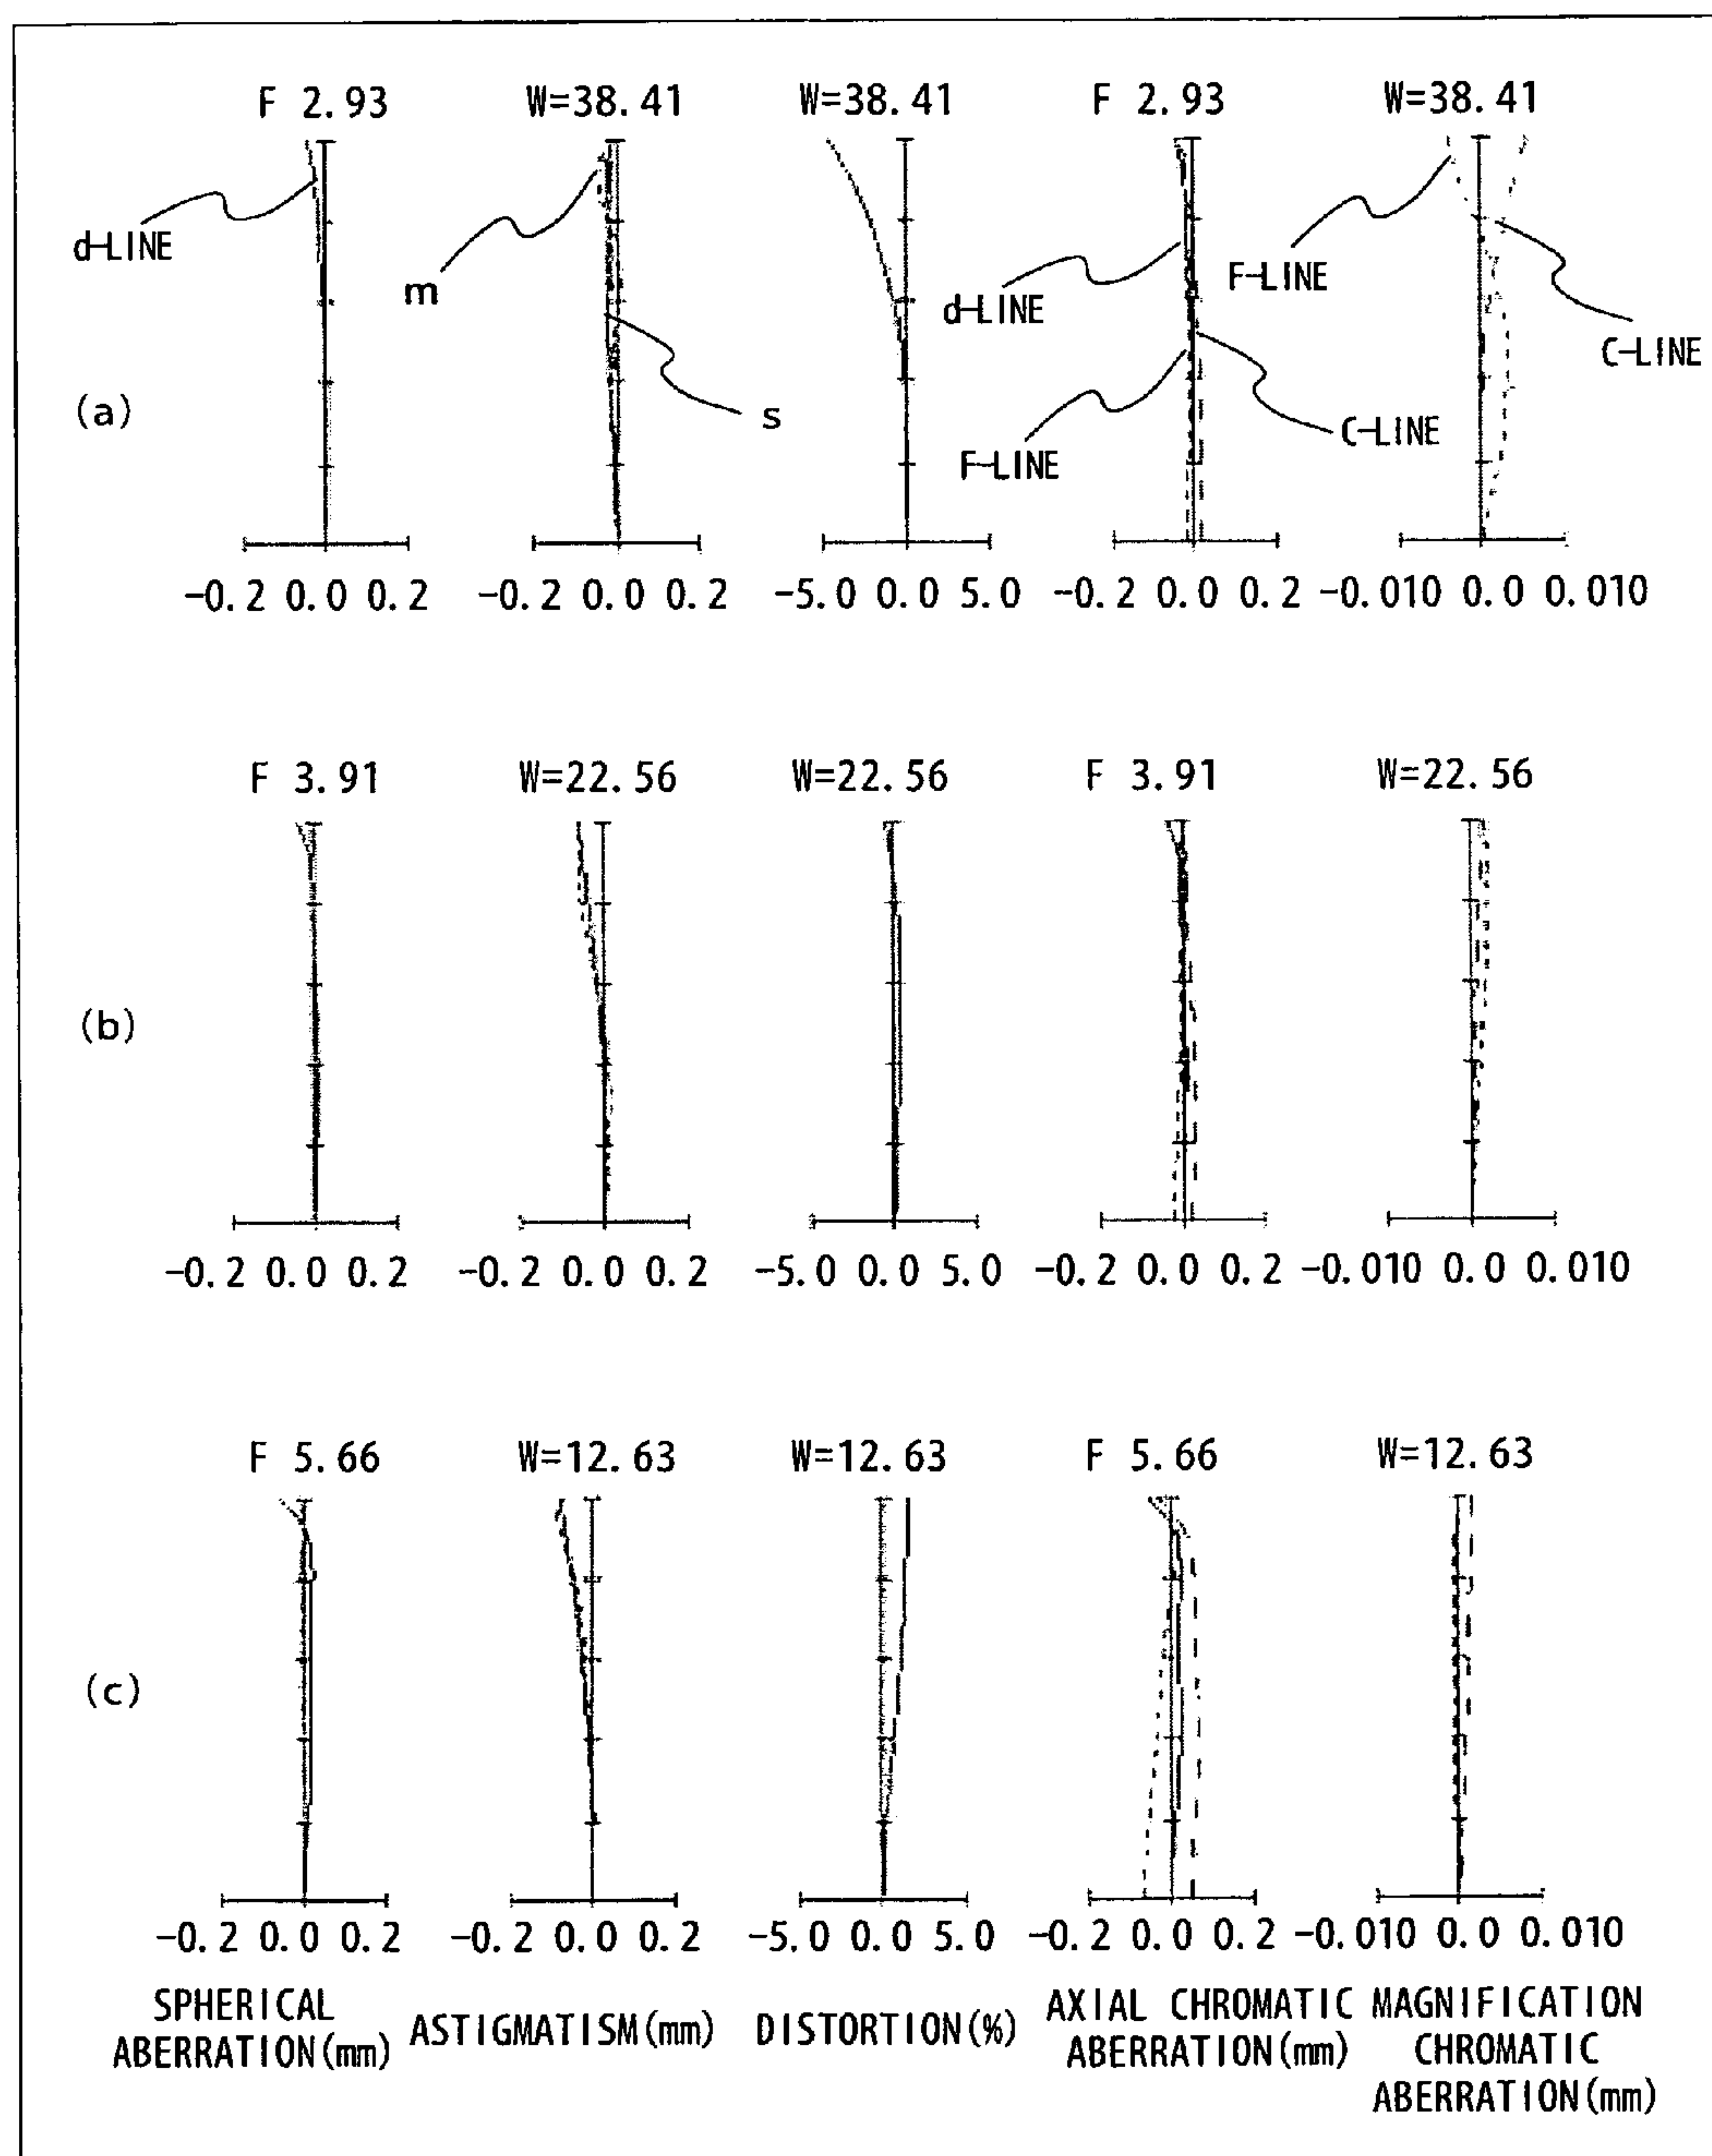 F 2.93 W=38.41 W=38.41 F 2.93 W=38.41
d-LINE
m
s
d-LINE
F-LINE
C-LINE
F-LINE
C-LINE
(a)
-0.2 0.0 0.2 -0.2 0.0 0.2 -5.0 0.0 5.0 -0.2 0.0 0.2 -0.010 0.0 0.010
F 3.91 W=22.56 W=22.56 F 3.91 W=22.56
(b)
-0.2 0.0 0.2 -0.2 0.0 0.2 -5.0 0.0 5.0 -0.2 0.0 0.2 -0.010 0.0 0.010
F 5.66 W=12.63 W=12.63 F 5.66 W=12.63
(c)
-0.2 0.0 0.2 -0.2 0.0 0.2 -5.0 0.0 5.0 -0.2 0.0 0.2 -0.010 0.0 0.010
SPHERICAL
ABERRATION(mm)
ASTIGMATISM(mm)
DISTORTION(%)
AXIAL CHROMATIC
ABERRATION(mm)
MAGNIFICATION
CHROMATIC
ABERRATION(mm)